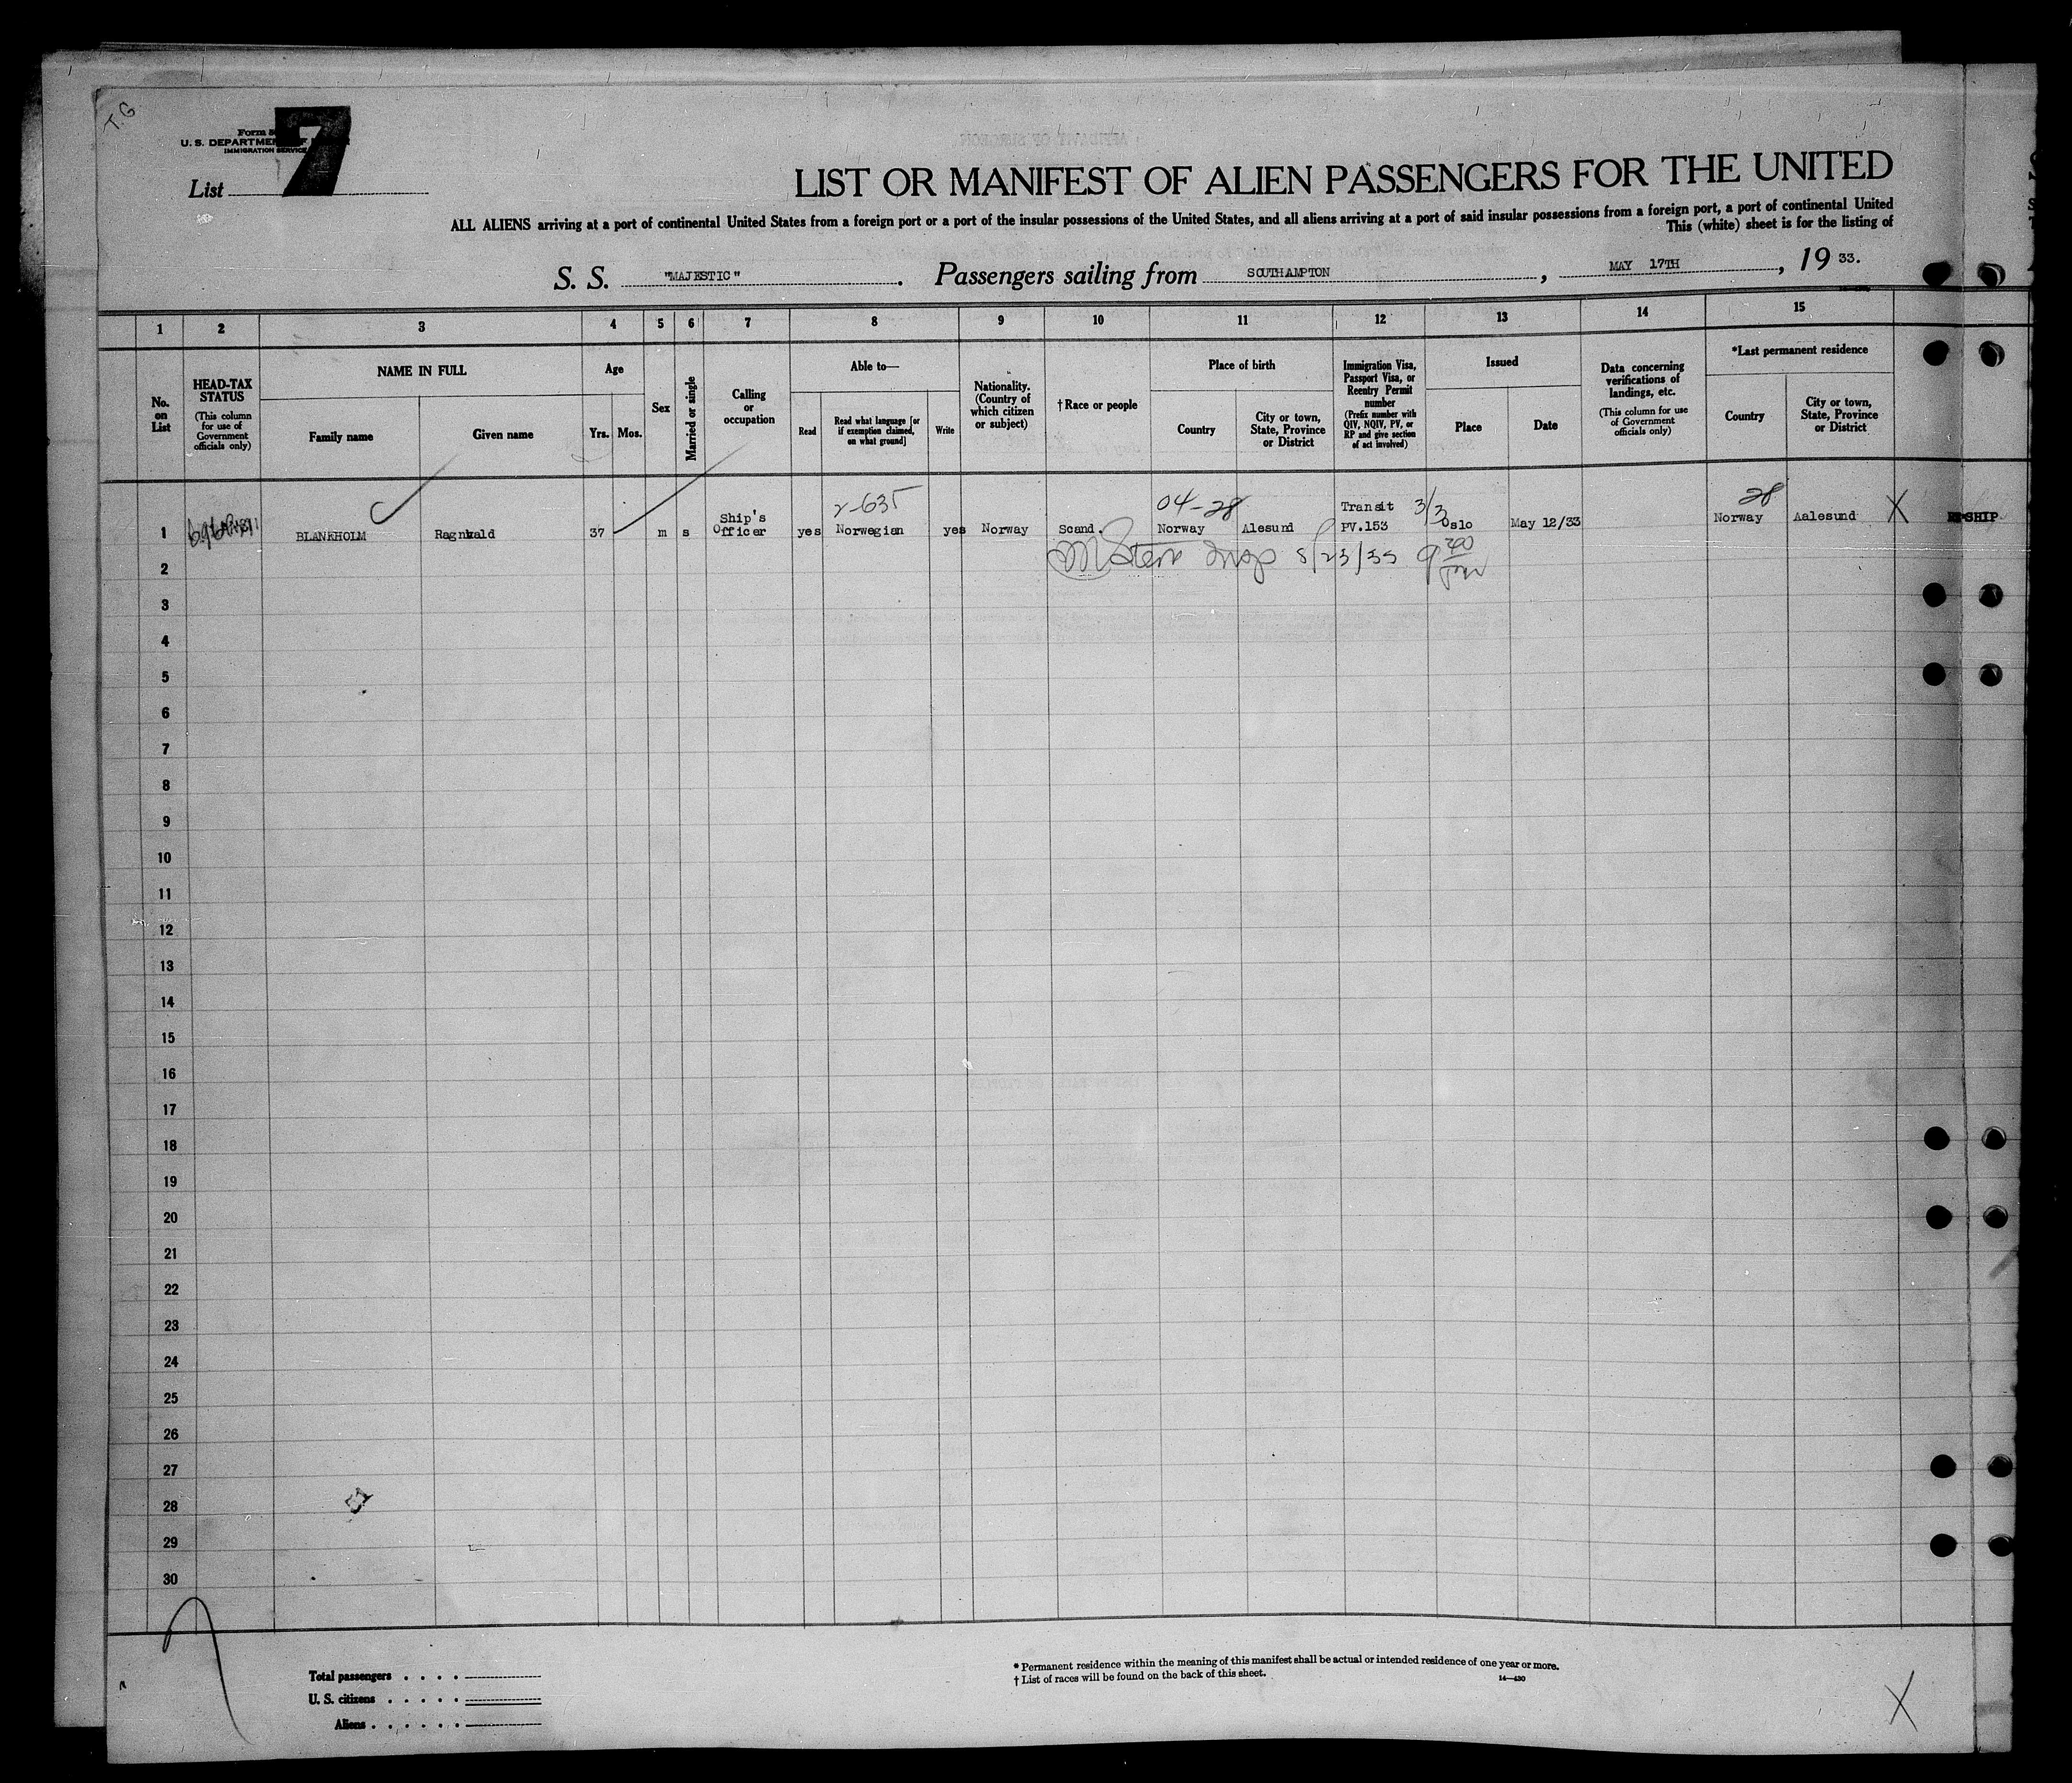 T.G
Form 5
U. S. DEPARTMENT OF
IMMIGRATION SERVICE
List 7
LIST OR MANIFEST OF ALIEN PASSENGERS FOR THE UNITED
ALL ALIENS arriving at a port of continental United States from a foreign port or a port of the insular possessions of the United States, and all aliens arriving at a port of said insular possessions from a foreign port, a port of continental United
This (white) sheet is for the listing of
S. S. "MAJESTIC". Passengers sailing from SOUTHAMPTON, MAY 17TH, 19 33.
1 2 3 4 5 6 7 8 9 10 11 12 13 14 15
No. on List
HEAD-TAX STATUS
(This column for use of Government officials only)
NAME IN FULL
Family name
Given name
Age
Yrs. Mos.
Sex
Married or single
Calling or occupation
Able to—
Read
Read what language [or if exemption claimed, on what ground]
Write
Nationality. (Country of which citizen or subject)
†Race or people
Place of birth
Country
City or town, State, Province or District
Immigration Visa, Passport Visa, or Reentry Permit number
(Prefix number with QIV, NQIV, PV, or RP and give section of act involved)
Issued
Place
Date
Data concerning verifications of landings, etc.
(This column for use of Government officials only)
*Last permanent residence
Country
City or town, State, Province or District
2-635 04-28 Transit 3/3 28
1 BLANKHOLM Ragnvald 37 m s Ship's Officer yes Norwegian yes Norway Scand. Norway Alesund PV.153 Oslo May 12/33 Norway Aalesund X
2
3
4
5
6
7
8
9
10
11
12
13
14
15
16
17
18
19
20
21
22
23
24
25
26
27
28
29
30
Total passengers . . . .
U. S. citizens . . . . .
Aliens . . . . . .
* Permanent residence within the meaning of this manifest shall be actual or intended residence of one year or more.
† List of races will be found on the back of this sheet.
14—430
X